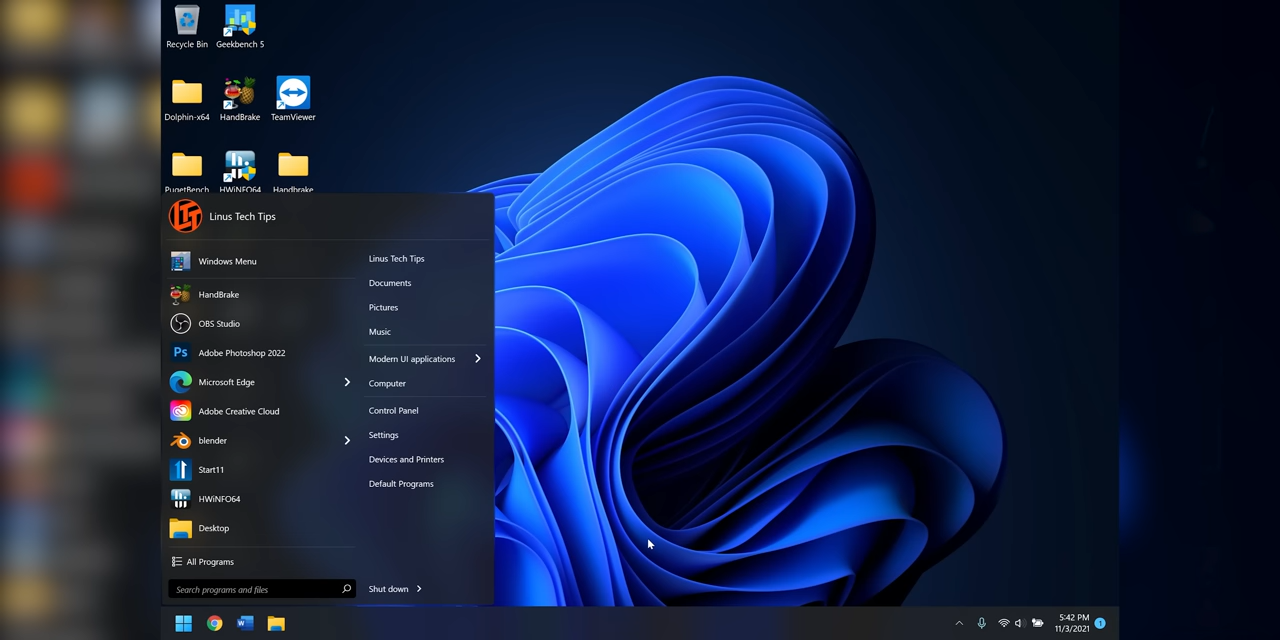 Recycle Bin
Geekbench 5
Dolphin-x64
HandBrake
TeamViewer
PugetBench
HWiNFO64
Handbrake
Linus Tech Tips
Windows Menu
HandBrake
OBS Studio
Ps Adobe Photoshop 2022
Microsoft Edge
Adobe Creative Cloud
blender
Start11
HWiNFO64
Desktop
All Programs
Search programs and files
Linus Tech Tips
Documents
Pictures
Music
Modern UI applications
Computer
Control Panel
Settings
Devices and Printers
Default Programs
Shut down
5:42 PM
11/3/2021
1